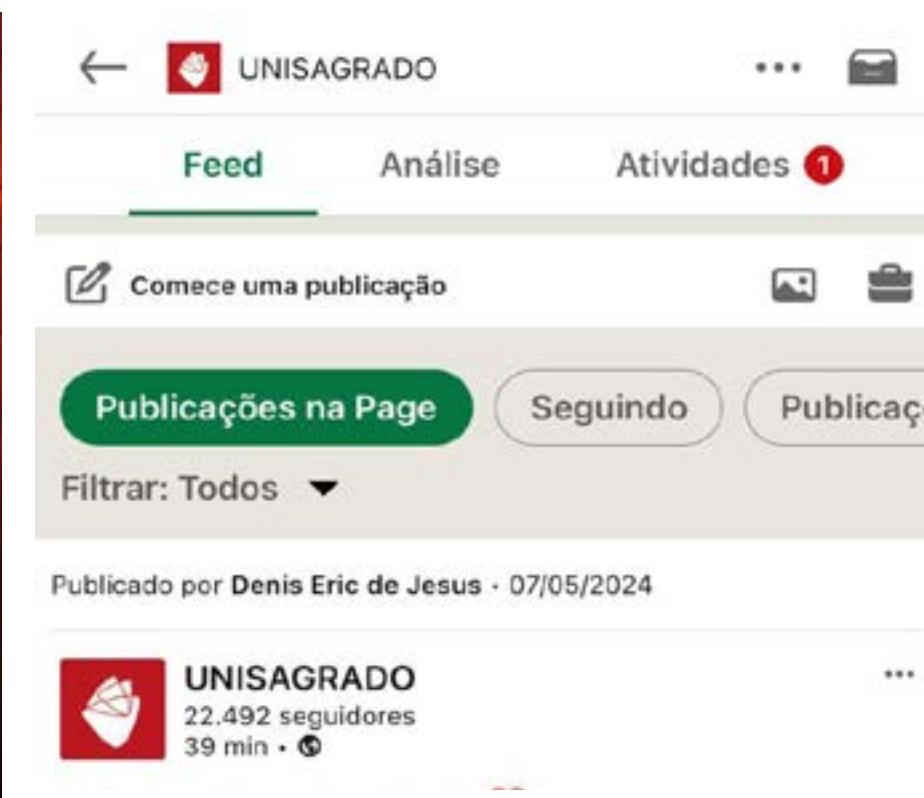 UNISAGRADO
Feed Análise Atividades 1
Comece uma publicação
Publicações na Page Seguindo Publicaç
Filtrar: Todos
Publicado por Denis Eric de Jesus · 07/05/2024
UNISAGRADO
22.492 seguidores
39 min •